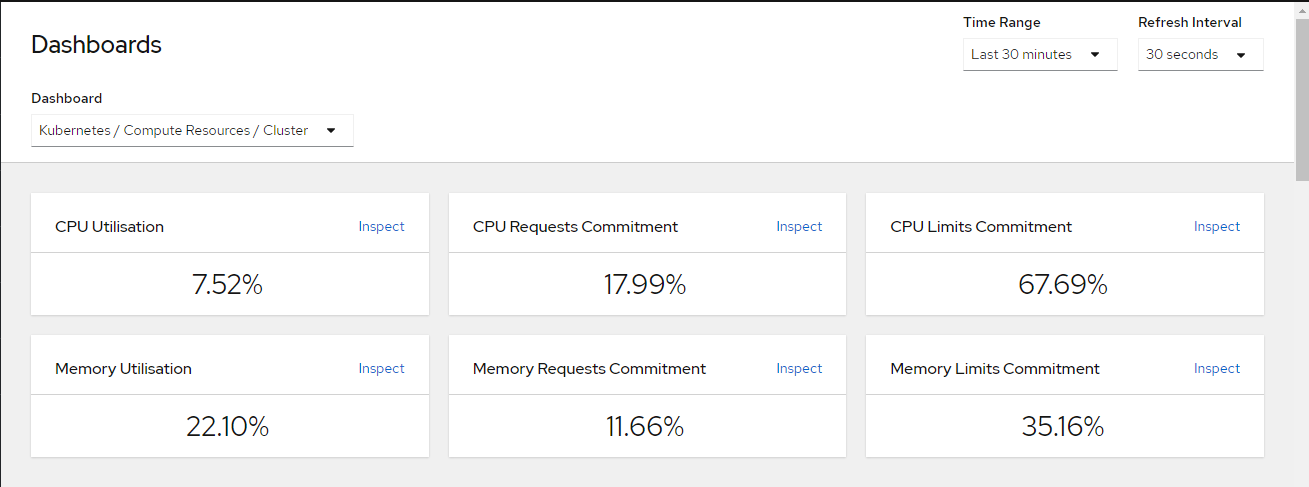 Dashboards
Time Range
Refresh Interval
Last 30 minutes
30 seconds
Dashboard
Kubernetes / Compute Resources / Cluster
CPU Utilisation Inspect
7.52%
CPU Requests Commitment Inspect
17.99%
CPU Limits Commitment Inspect
67.69%
Memory Utilisation Inspect
22.10%
Memory Requests Commitment Inspect
11.66%
Memory Limits Commitment Inspect
35.16%